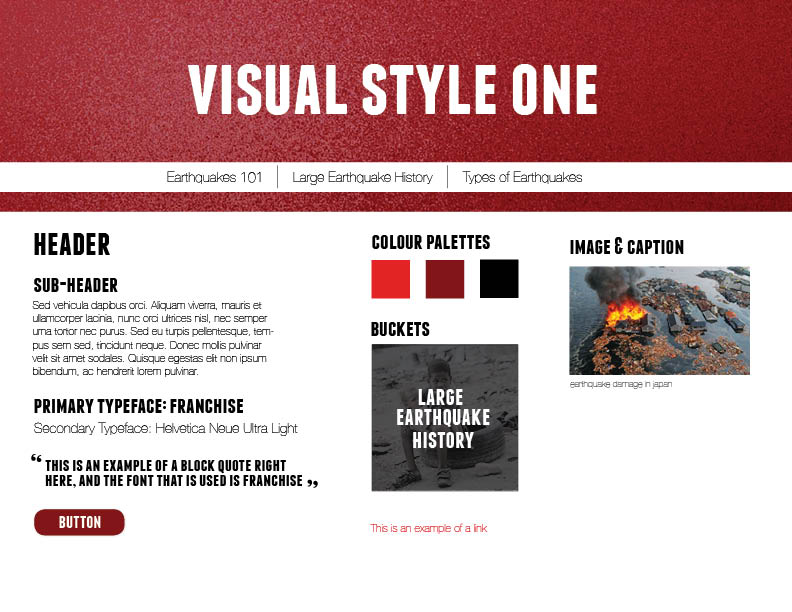 VISUAL STYLE ONE
Earthquakes 101
Large Earthquake History
Types of Earthquakes
HEADER
SUB-HEADER
Sed vehicula dapibus orci. Aliquam viverra, mauris et
ullamcorper lacinia, nunc orci ultrices nisl, nec semper
urna tortor nec purus. Sed eu turpis pellentesque, tem-
pus sem sed, tincidunt neque. Donec mollis pulvinar
velit sit amet sodales. Quisque egestas elit non ipsum
bibendum, ac hendrerit lorem pulvinar.
PRIMARY TYPEFACE: FRANCHISE
Secondary Typeface: Helvetica Neue Ultra Light
“ THIS IS AN EXAMPLE OF A BLOCK QUOTE RIGHT
HERE, AND THE FONT THAT IS USED IS FRANCHISE „
BUTTON
COLOUR PALETTES
BUCKETS
LARGE
EARTHQUAKE
HISTORY
This is an example of a link
IMAGE & CAPTION
earthquake damage in japan